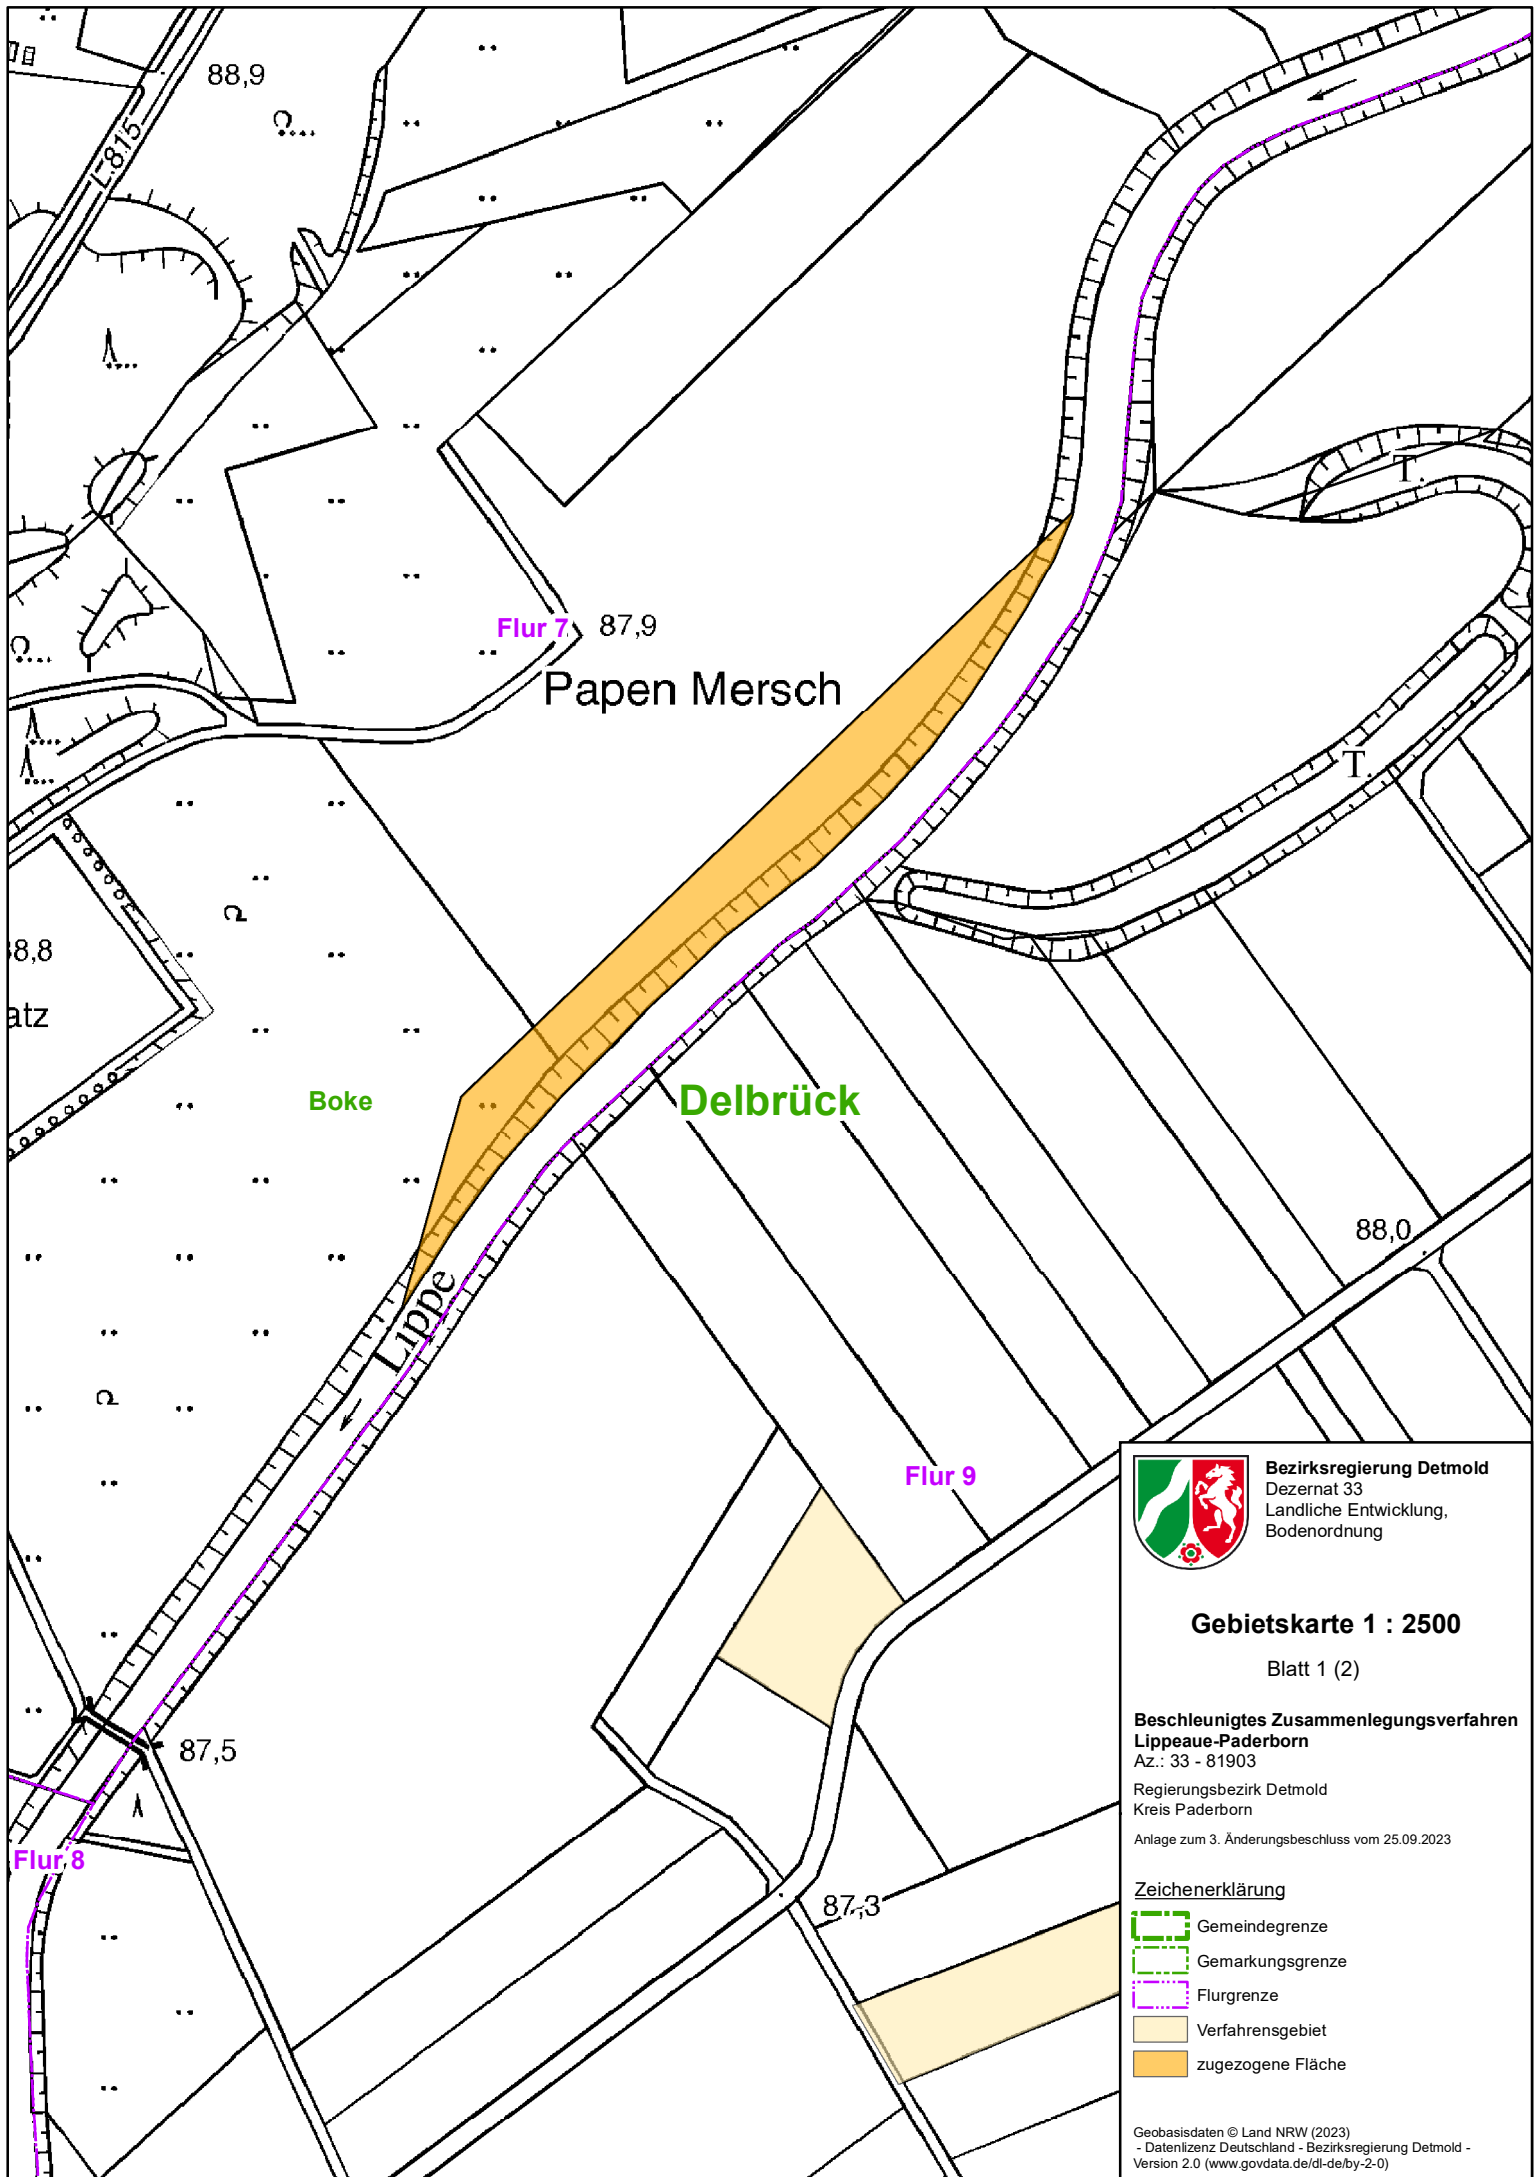 88,9
L 815
Flur 7
87,9
Papen Mersch
T.
T.
8,8
atz
Boke
Delbrück
88,0
Lippe
Flur 9
87,5
Flur 8
87,3
Bezirksregierung Detmold
Dezernat 33
Landliche Entwicklung,
Bodenordnung
Gebietskarte 1 : 2500
Blatt 1 (2)
Beschleunigtes Zusammenlegungsverfahren
Lippeaue-Paderborn
Az.: 33 - 81903
Regierungsbezirk Detmold
Kreis Paderborn
Anlage zum 3. Änderungsbeschluss vom 25.09.2023
Zeichenerklärung
Gemeindegrenze
Gemarkungsgrenze
Flurgrenze
Verfahrensgebiet
zugezogene Fläche
Geobasisdaten © Land NRW (2023)
- Datenlizenz Deutschland - Bezirksregierung Detmold -
Version 2.0 (www.govdata.de/dl-de/by-2-0)